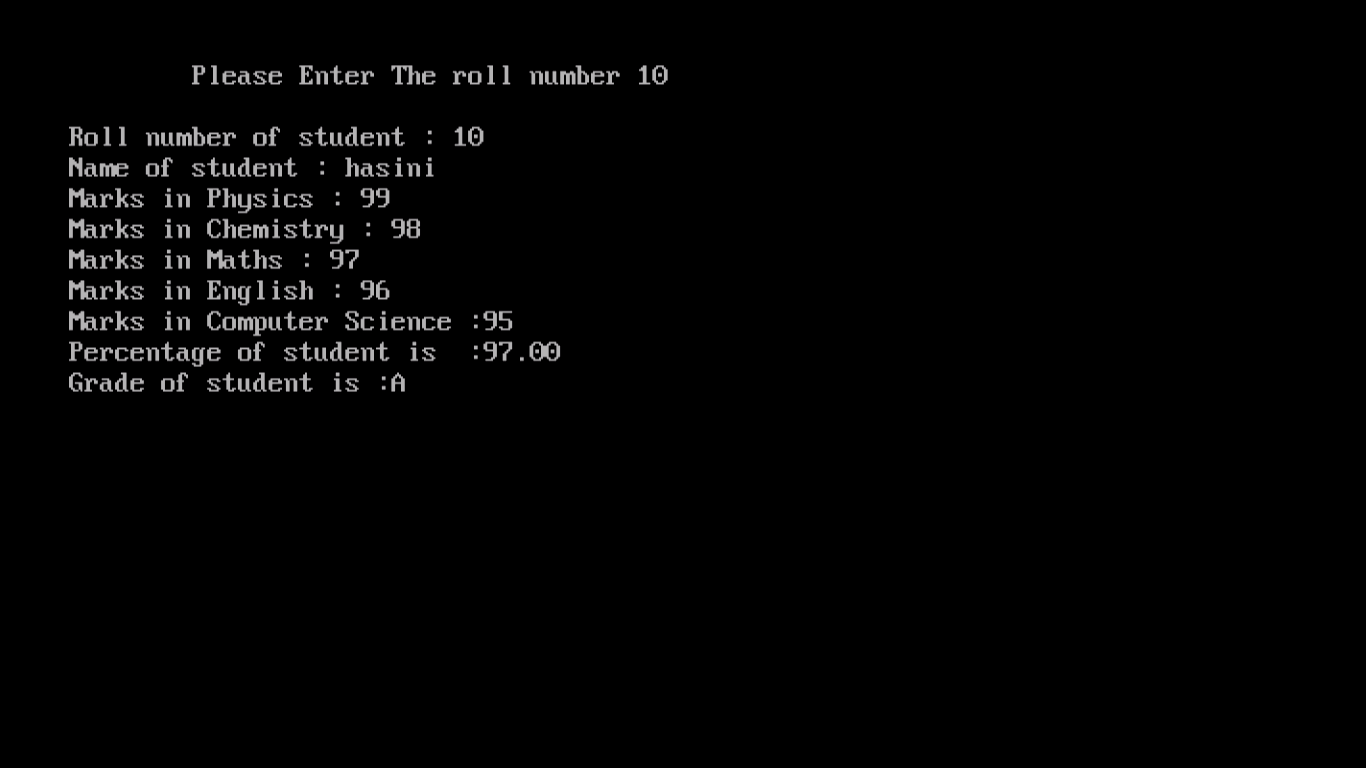 Please Enter The roll number 10
Roll number of student : 10
Name of student : hasini
Marks in Physics : 99
Marks in Chemistry : 98
Marks in Maths : 97
Marks in English : 96
Marks in Computer Science :95
Percentage of student is  :97.00
Grade of student is :A